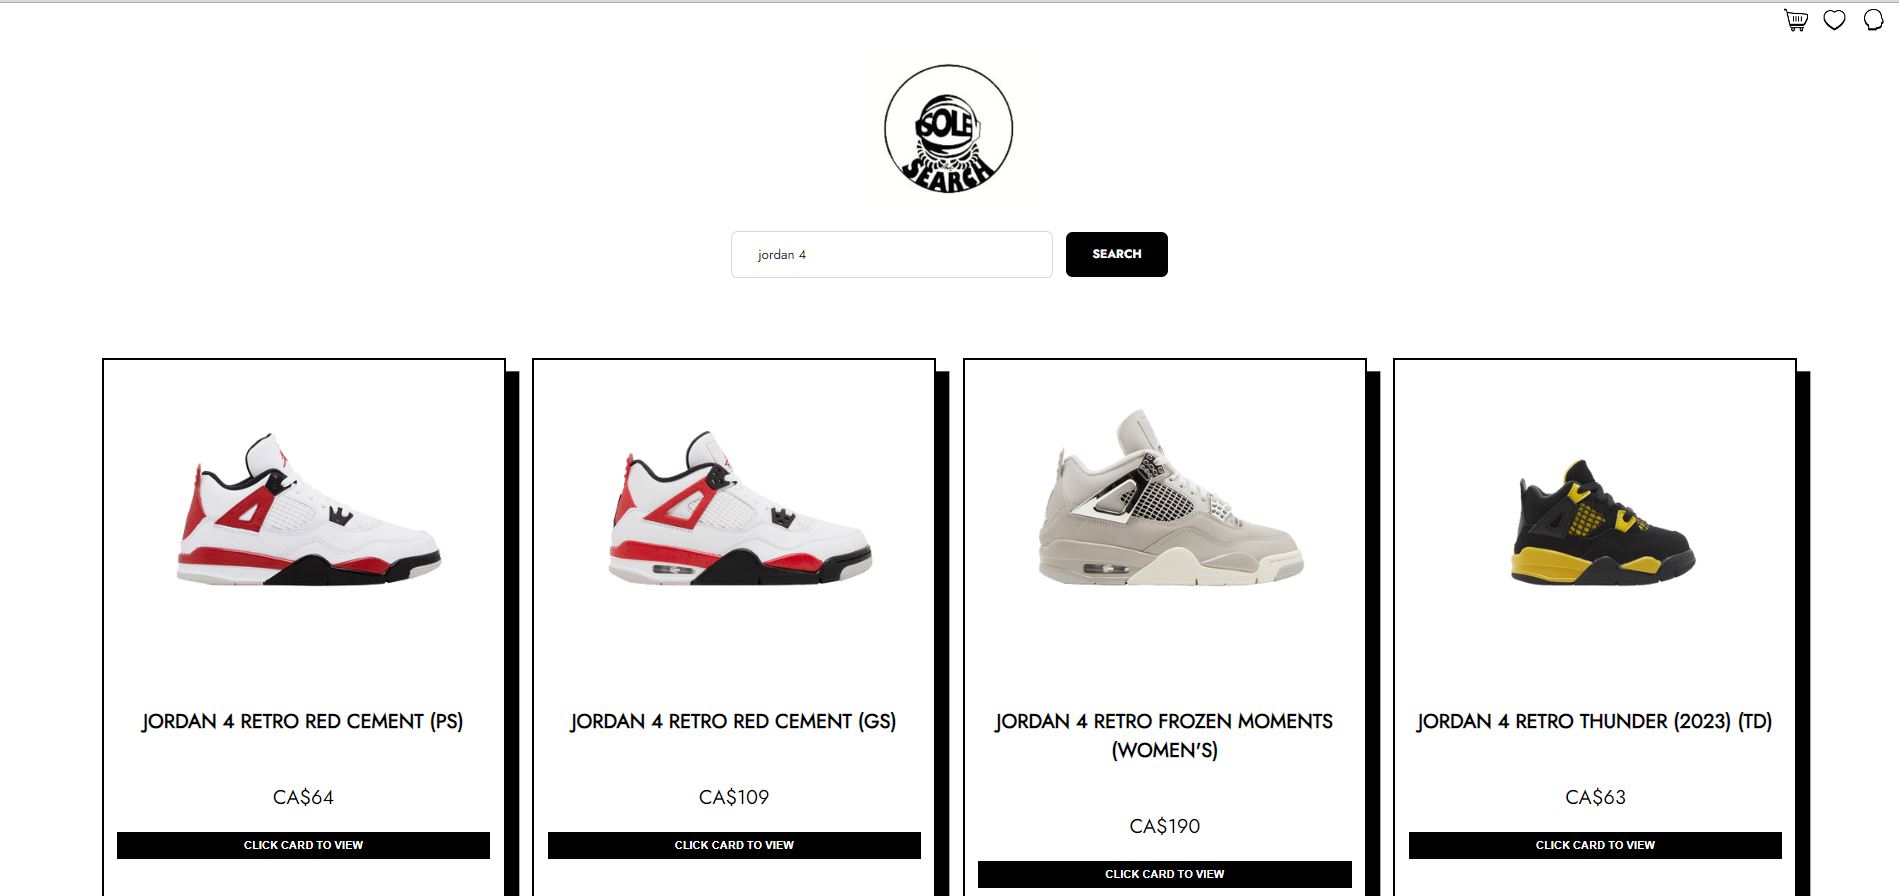 SOLE
SEARCH
jordan 4
SEARCH
JORDAN 4 RETRO RED CEMENT (PS)
CA$64
CLICK CARD TO VIEW
JORDAN 4 RETRO RED CEMENT (GS)
CA$109
CLICK CARD TO VIEW
JORDAN 4 RETRO FROZEN MOMENTS
(WOMEN'S)
CA$190
CLICK CARD TO VIEW
JORDAN 4 RETRO THUNDER (2023) (TD)
CA$63
CLICK CARD TO VIEW